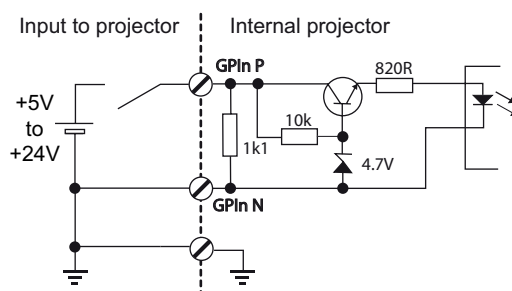 Input to projector
Internal projector
GPIn P
820R
+5V
to
+24V
10k
1k1
4.7V
GPIn N